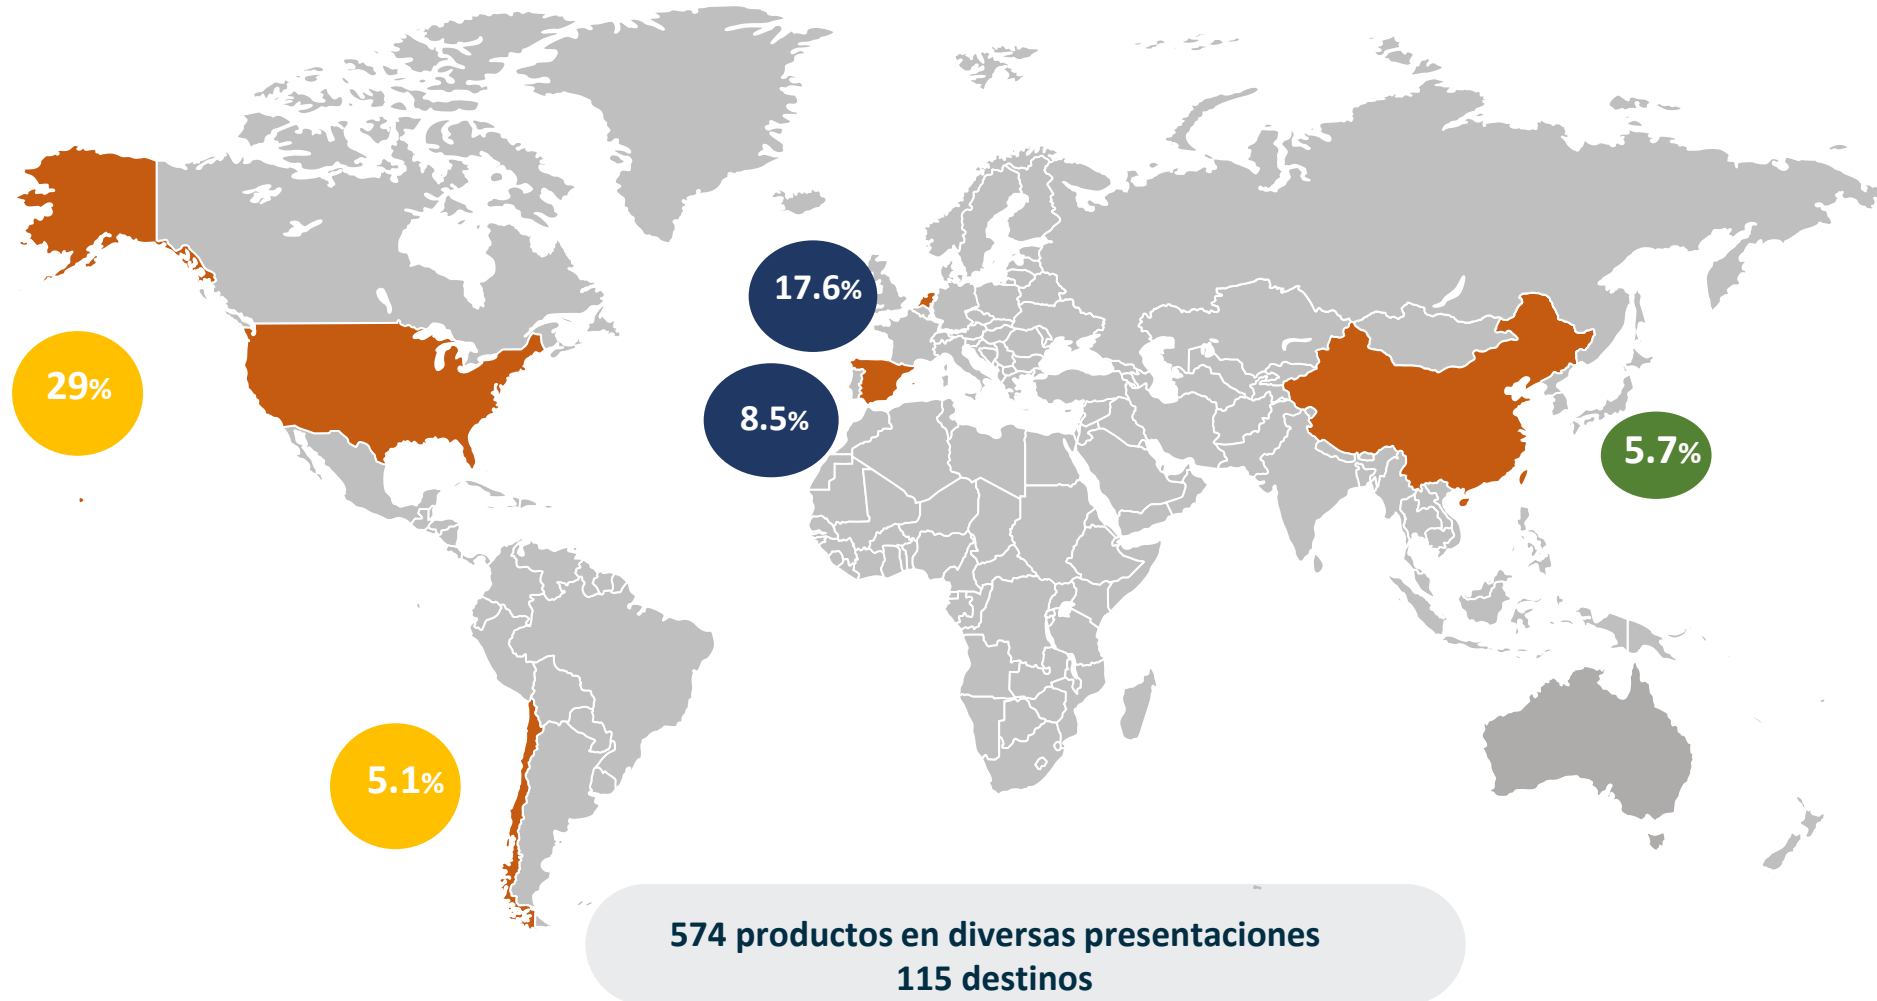 17.6%
29%
8.5%
5.7%
5.1%
574 productos en diversas presentaciones
115 destinos